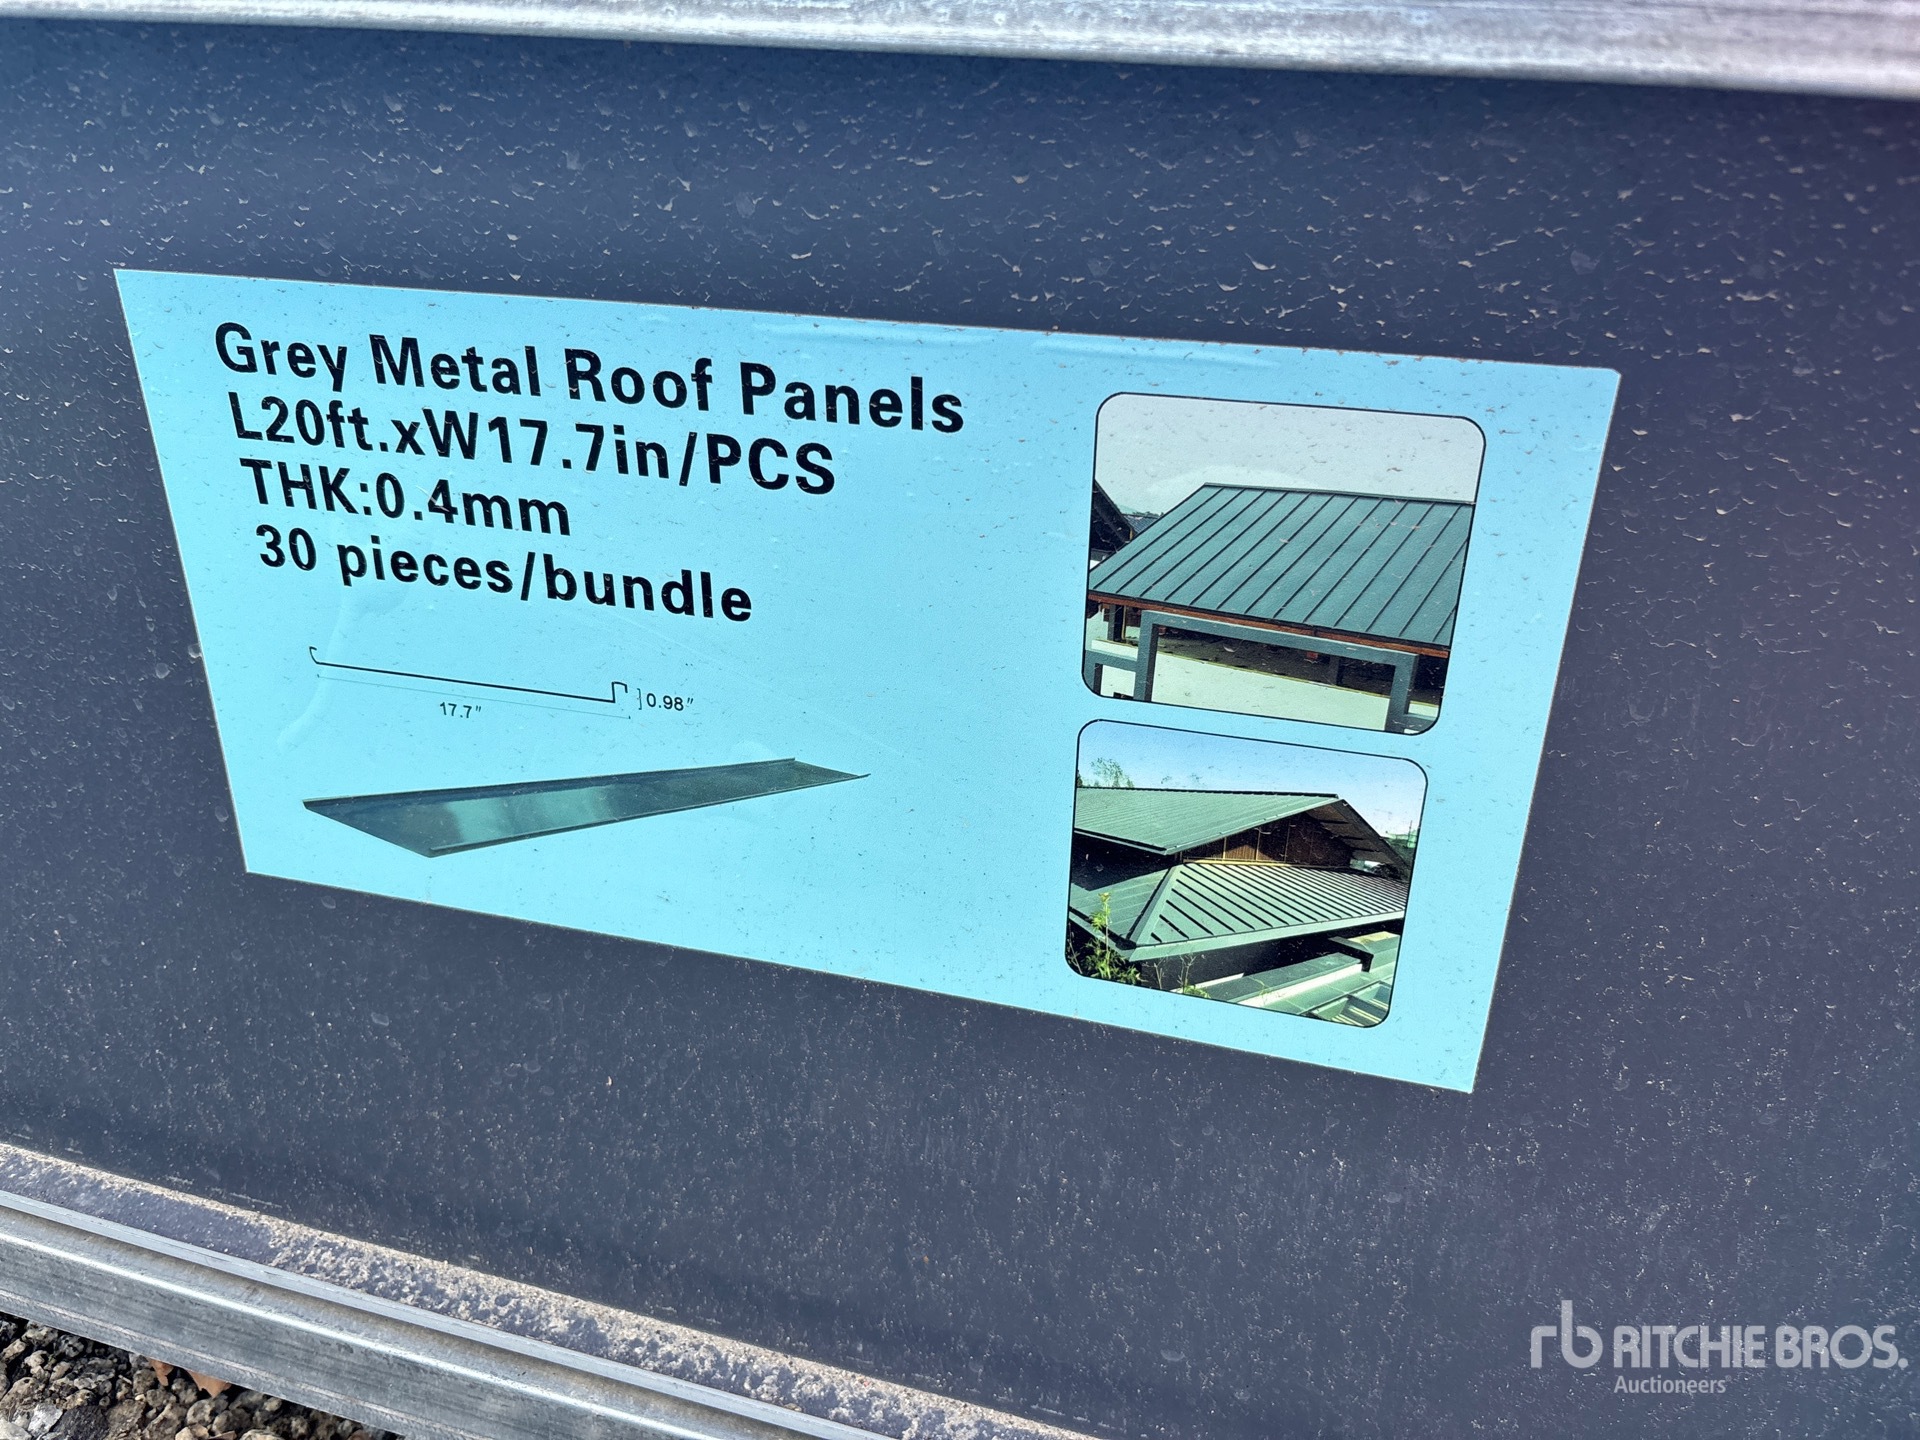 Grey Metal Roof Panels
L20ft.xW17.7in/PCS
THK:0.4mm
30 pieces/bundle
17.7"
0.98"
rb RITCHIE BROS.
Auctioneers